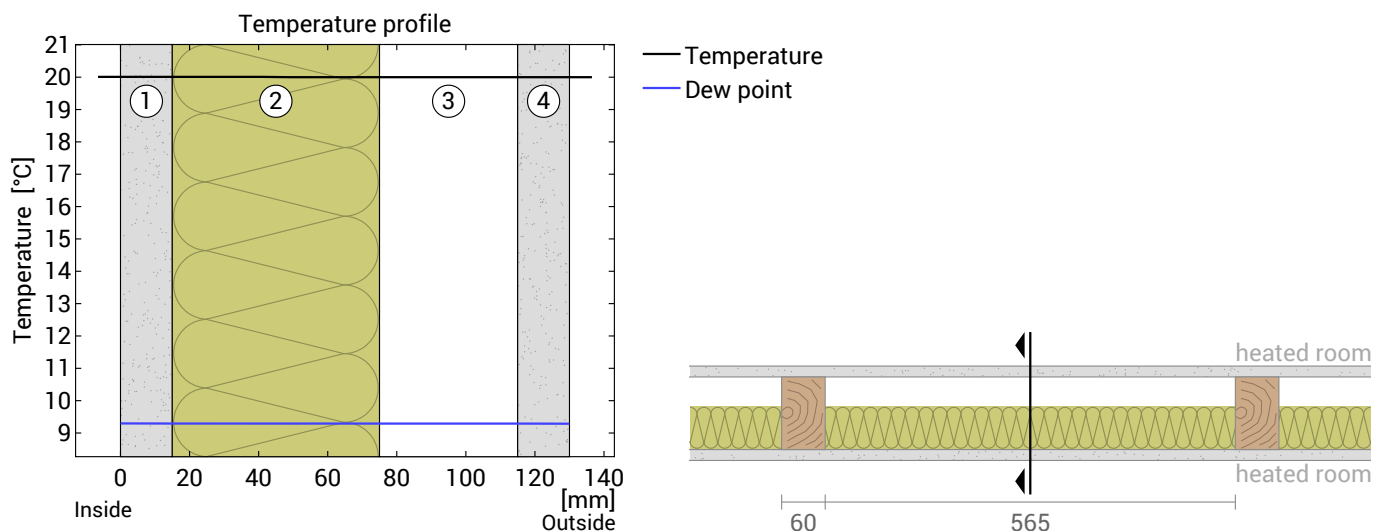 Temperature profile
Temperature [°C]
21
20
19
18
17
16
15
14
13
12
11
10
9
1
2
3
4
0 20 40 60 80 100 120 140
[mm]
Inside
Outside
Temperature
Dew point
heated room
heated room
60 565